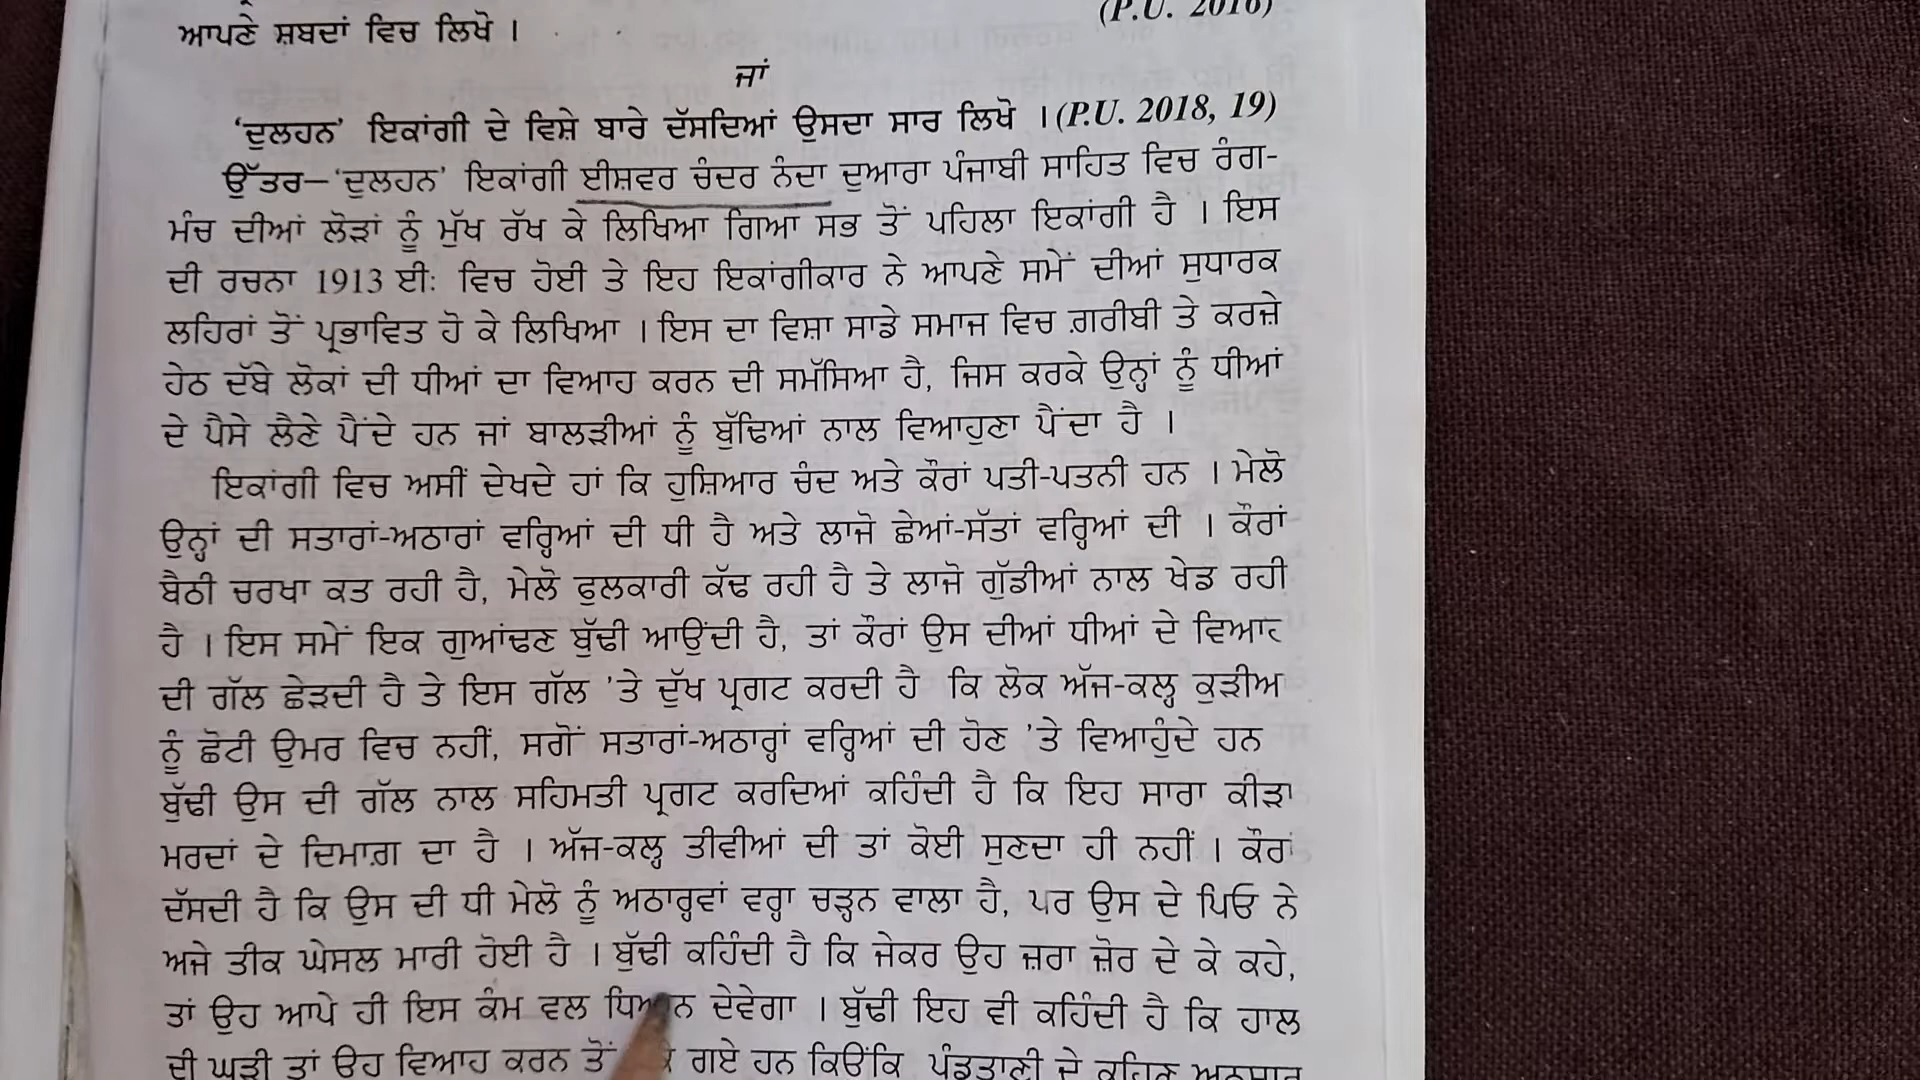 ਆਪਣੇ ਸ਼ਬਦਾਂ ਵਿਚ ਲਿਖੋ । (P.U. 2016)
ਜਾਂ
‘ਦੁਲਹਨ’ ਇਕਾਂਗੀ ਦੇ ਵਿਸ਼ੇ ਬਾਰੇ ਦੱਸਦਿਆਂ ਉਸਦਾ ਸਾਰ ਲਿਖੋ । (P.U. 2018, 19)
ਉੱਤਰ—‘ਦੁਲਹਨ’ ਇਕਾਂਗੀ ਈਸ਼ਵਰ ਚੰਦਰ ਨੰਦਾ ਦੁਆਰਾ ਪੰਜਾਬੀ ਸਾਹਿਤ ਵਿਚ ਰੰਗ-
ਮੰਚ ਦੀਆਂ ਲੋੜਾਂ ਨੂੰ ਮੁੱਖ ਰੱਖ ਕੇ ਲਿਖਿਆ ਗਿਆ ਸਭ ਤੋਂ ਪਹਿਲਾ ਇਕਾਂਗੀ ਹੈ । ਇਸ
ਦੀ ਰਚਨਾ 1913 ਈ: ਵਿਚ ਹੋਈ ਤੇ ਇਹ ਇਕਾਂਗੀਕਾਰ ਨੇ ਆਪਣੇ ਸਮੇਂ ਦੀਆਂ ਸੁਧਾਰਕ
ਲਹਿਰਾਂ ਤੋਂ ਪ੍ਰਭਾਵਿਤ ਹੋ ਕੇ ਲਿਖਿਆ । ਇਸ ਦਾ ਵਿਸ਼ਾ ਸਾਡੇ ਸਮਾਜ ਵਿਚ ਗ਼ਰੀਬੀ ਤੇ ਕਰਜ਼ੇ
ਹੇਠ ਦੱਬੇ ਲੋਕਾਂ ਦੀ ਧੀਆਂ ਦਾ ਵਿਆਹ ਕਰਨ ਦੀ ਸਮੱਸਿਆ ਹੈ, ਜਿਸ ਕਰਕੇ ਉਨ੍ਹਾਂ ਨੂੰ ਧੀਆਂ
ਦੇ ਪੈਸੇ ਲੈਣੇ ਪੈਂਦੇ ਹਨ ਜਾਂ ਬਾਲੜੀਆਂ ਨੂੰ ਬੁੱਢਿਆਂ ਨਾਲ ਵਿਆਹੁਣਾ ਪੈਂਦਾ ਹੈ ।
ਇਕਾਂਗੀ ਵਿਚ ਅਸੀਂ ਦੇਖਦੇ ਹਾਂ ਕਿ ਹੁਸ਼ਿਆਰ ਚੰਦ ਅਤੇ ਕੌਰਾਂ ਪਤੀ-ਪਤਨੀ ਹਨ । ਮੇਲੋ
ਉਨ੍ਹਾਂ ਦੀ ਸਤਾਰਾਂ-ਅਠਾਰਾਂ ਵਰ੍ਹਿਆਂ ਦੀ ਧੀ ਹੈ ਅਤੇ ਲਾਜੋ ਛੇਆਂ-ਸੱਤਾਂ ਵਰ੍ਹਿਆਂ ਦੀ । ਕੌਰਾਂ
ਬੈਠੀ ਚਰਖਾ ਕਤ ਰਹੀ ਹੈ, ਮੇਲੋ ਫੁਲਕਾਰੀ ਕੱਢ ਰਹੀ ਹੈ ਤੇ ਲਾਜੋ ਗੁੱਡੀਆਂ ਨਾਲ ਖੇਡ ਰਹੀ
ਹੈ । ਇਸ ਸਮੇਂ ਇਕ ਗੁਆਂਢਣ ਬੁੱਢੀ ਆਉਂਦੀ ਹੈ, ਤਾਂ ਕੌਰਾਂ ਉਸ ਦੀਆਂ ਧੀਆਂ ਦੇ ਵਿਆਹ
ਦੀ ਗੱਲ ਛੇੜਦੀ ਹੈ ਤੇ ਇਸ ਗੱਲ ’ਤੇ ਦੁੱਖ ਪ੍ਰਗਟ ਕਰਦੀ ਹੈ ਕਿ ਲੋਕ ਅੱਜ-ਕਲ੍ਹ ਕੁੜੀਅ
ਨੂੰ ਛੋਟੀ ਉਮਰ ਵਿਚ ਨਹੀਂ, ਸਗੋਂ ਸਤਾਰਾਂ-ਅਠਾਰ੍ਹਾਂ ਵਰ੍ਹਿਆਂ ਦੀ ਹੋਣ ’ਤੇ ਵਿਆਹੁੰਦੇ ਹਨ
ਬੁੱਢੀ ਉਸ ਦੀ ਗੱਲ ਨਾਲ ਸਹਿਮਤੀ ਪ੍ਰਗਟ ਕਰਦਿਆਂ ਕਹਿੰਦੀ ਹੈ ਕਿ ਇਹ ਸਾਰਾ ਕੀੜਾ
ਮਰਦਾਂ ਦੇ ਦਿਮਾਗ਼ ਦਾ ਹੈ । ਅੱਜ-ਕਲ੍ਹ ਤੀਵੀਆਂ ਦੀ ਤਾਂ ਕੋਈ ਸੁਣਦਾ ਹੀ ਨਹੀਂ । ਕੌਰਾਂ
ਦੱਸਦੀ ਹੈ ਕਿ ਉਸ ਦੀ ਧੀ ਮੇਲੋ ਨੂੰ ਅਠਾਰ੍ਹਵਾਂ ਵਰ੍ਹਾ ਚੜ੍ਹਨ ਵਾਲਾ ਹੈ, ਪਰ ਉਸ ਦੇ ਪਿਓ ਨੇ
ਅਜੇ ਤੀਕ ਘੇਸਲ ਮਾਰੀ ਹੋਈ ਹੈ । ਬੁੱਢੀ ਕਹਿੰਦੀ ਹੈ ਕਿ ਜੇਕਰ ਉਹ ਜ਼ਰਾ ਜ਼ੋਰ ਦੇ ਕੇ ਕਹੇ,
ਤਾਂ ਉਹ ਆਪੇ ਹੀ ਇਸ ਕੰਮ ਵਲ ਧਿਆਨ ਦੇਵੇਗਾ । ਬੁੱਢੀ ਇਹ ਵੀ ਕਹਿੰਦੀ ਹੈ ਕਿ ਹਾਲ
ਦੀ ਘੜੀ ਤਾਂ ਉਹ ਵਿਆਹ ਕਰਨ ਤੋਂ ਗਏ ਹਨ ਕਿਉਂਕਿ ਪੰਡਤਾਣੀ ਦੇ ਕਹਿਣ ਅਨੁਸਾਰ